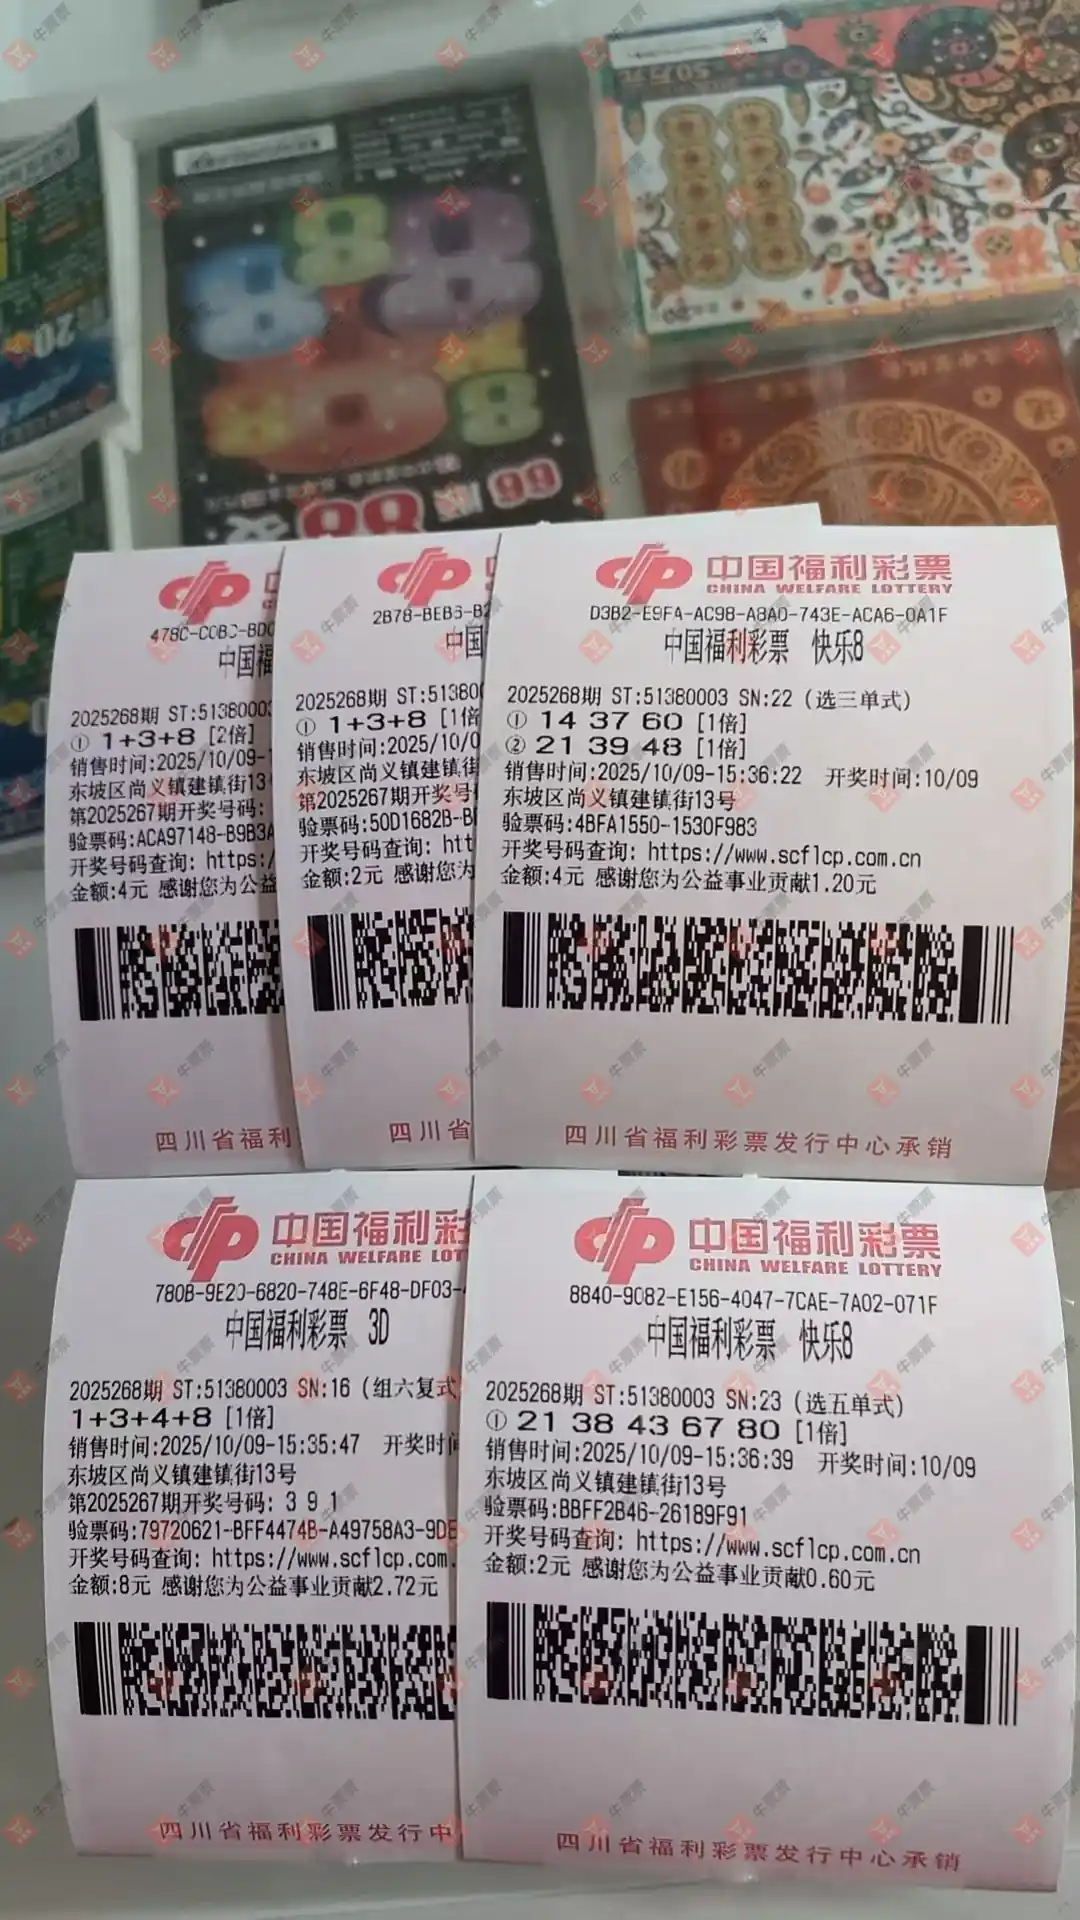 50万元
20
66
88
中国福
478C-C0BC-BD0
中国福
2025268期 ST:51380003
① 1+3+8 [2倍]
销售时间:2025/10/09-1
东坡区尚义镇建镇街13
第2025267期开奖号码:
验票码:ACA97148-B9B3A
开奖号码查询: https:/
金额:4元 感谢您为公益
四川省福利
2B78-BEB6-B2
中国
2025268期 ST:51380
① 1+3+8 [1倍
销售时间:2025/10/0
东坡区尚义镇建镇街
第2025267期开奖号
验票码:50D1682B-B
开奖号码查询: htt
金额:2元 感谢您为
四川省
中国福利彩票
CHINA WELFARE LOTTERY
D3B2-E9FA-AC98-A8A0-743E-ACA6-0A1F
中国福利彩票 快乐8
2025268期 ST:51380003 SN:22 (选三单式)
① 14 37 60 [1倍]
② 21 39 48 [1倍]
销售时间:2025/10/09-15:36:22 开奖时间:10/09
东坡区尚义镇建镇街13号
验票码:4BFA1550-1530F983
开奖号码查询: https://www.scflcp.com.cn
金额:4元 感谢您为公益事业贡献1.20元
四川省福利彩票发行中心承销
中国福利彩
CHINA WELFARE LOTT
780B-9E20-6820-748E-6F48-DF03-
中国福利彩票 3D
2025268期 ST:51380003 SN:16 (组六复式
1+3+4+8 [1倍]
销售时间:2025/10/09-15:35:47 开奖时间
东坡区尚义镇建镇街13号
第2025267期开奖号码: 3 9 1
验票码:79720621-BFF4474B-A49758A3-9DE
开奖号码查询: https://www.scflcp.com.
金额:8元 感谢您为公益事业贡献2.72元
四川省福利彩票发行中
中国福利彩票
CHINA WELFARE LOTTERY
8840-9082-E156-4047-7CAE-7A02-071F
中国福利彩票 快乐8
2025268期 ST:51380003 SN:23 (选五单式)
① 21 38 43 67 80 [1倍]
销售时间:2025/10/09-15:36:39 开奖时间:10/09
东坡区尚义镇建镇街13号
验票码:BBFF2B46-26189F91
开奖号码查询: https://www.scflcp.com.cn
金额:2元 感谢您为公益事业贡献0.60元
四川省福利彩票发行中心承销
牛票票